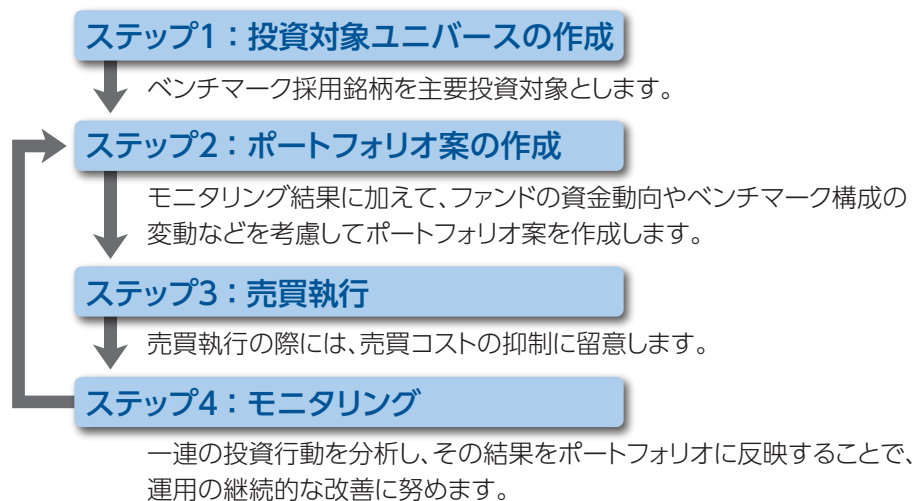 ステップ1：投資対象ユニバースの作成
ベンチマーク採用銘柄を主要投資対象とします。
ステップ2：ポートフォリオ案の作成
モニタリング結果に加えて、ファンドの資金動向やベンチマーク構成の
変動などを考慮してポートフォリオ案を作成します。
ステップ3：売買執行
売買執行の際には、売買コストの抑制に留意します。
ステップ4：モニタリング
一連の投資行動を分析し、その結果をポートフォリオに反映することで、
運用の継続的な改善に努めます。